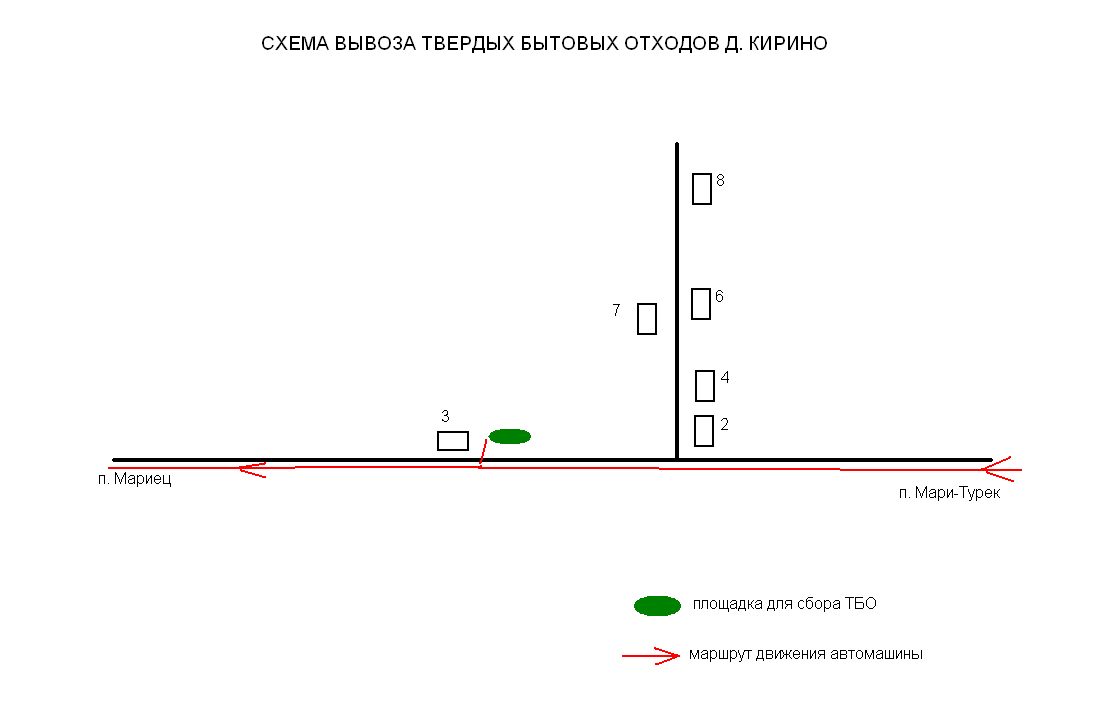 СХЕМА ВЫВОЗА ТВЕРДЫХ БЫТОВЫХ ОТХОДОВ Д. КИРИНО
8
6
7
4
3
2
п. Мариец
п. Мари-Турек
площадка для сбора ТБО
маршрут движения автомашины